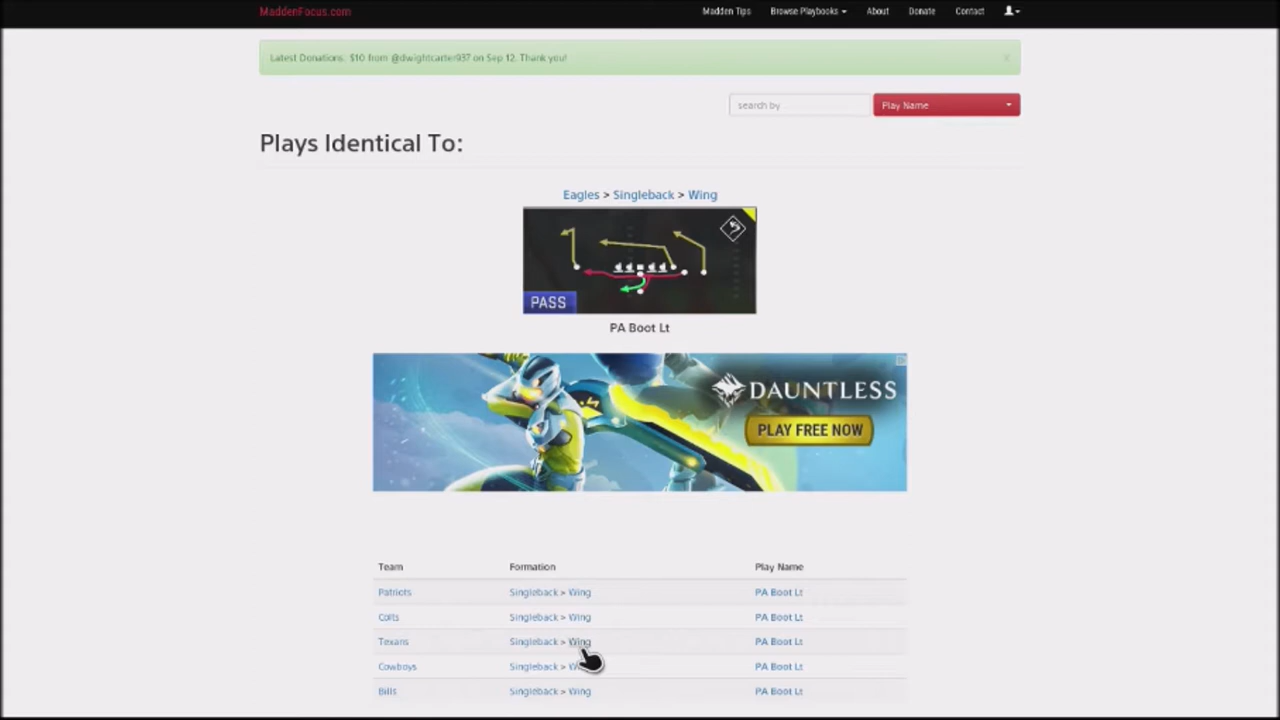 MaddenFocus.com Madden Tips Browse Playbooks About Donate Contact
Latest Donations: $10 from @dwightcarter937 on Sep 12. Thank you! ×
search by Play Name
Plays Identical To:
Eagles > Singleback > Wing
PASS
PA Boot Lt
DAUNTLESS
PLAY FREE NOW
Team Formation Play Name
Patriots Singleback > Wing PA Boot Lt
Colts Singleback > Wing PA Boot Lt
Texans Singleback > Wing PA Boot Lt
Cowboys Singleback > PA Boot Lt
Bills Singleback > Wing PA Boot Lt